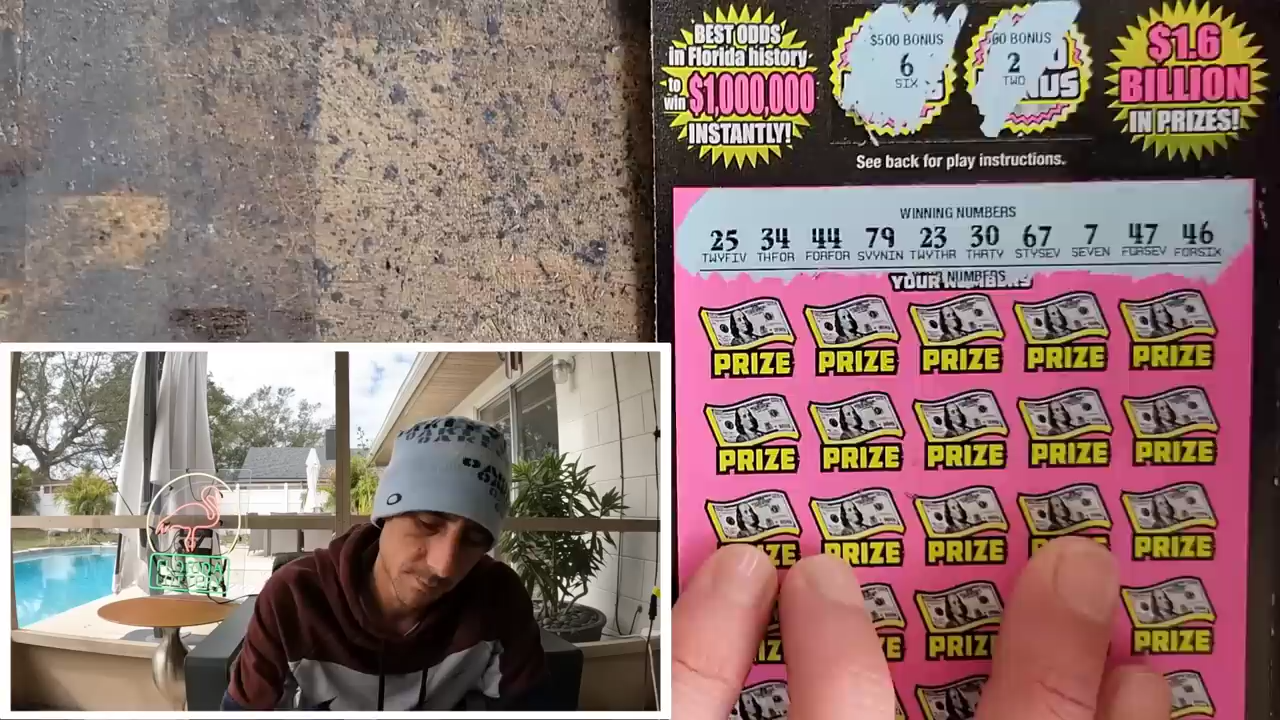 BEST ODDS
in Florida history
to win $1,000,000
INSTANTLY!
$500 BONUS
6
SIX
BONUS
2
TWO
$1.6
BILLION
IN PRIZES!
See back for play instructions.
WINNING NUMBERS
25 34 44 79 23 30 67 7 47 46
TWYFIV THFOR FORFOR SVYNIN TWYTHR THRTY STYSEV SEVEN FORSEV FORSIX
YOUR NUMBERS
PRIZE PRIZE PRIZE PRIZE PRIZE
PRIZE PRIZE PRIZE PRIZE PRIZE
PRIZE PRIZE PRIZE PRIZE
PRIZE PRIZE
FLORIDA